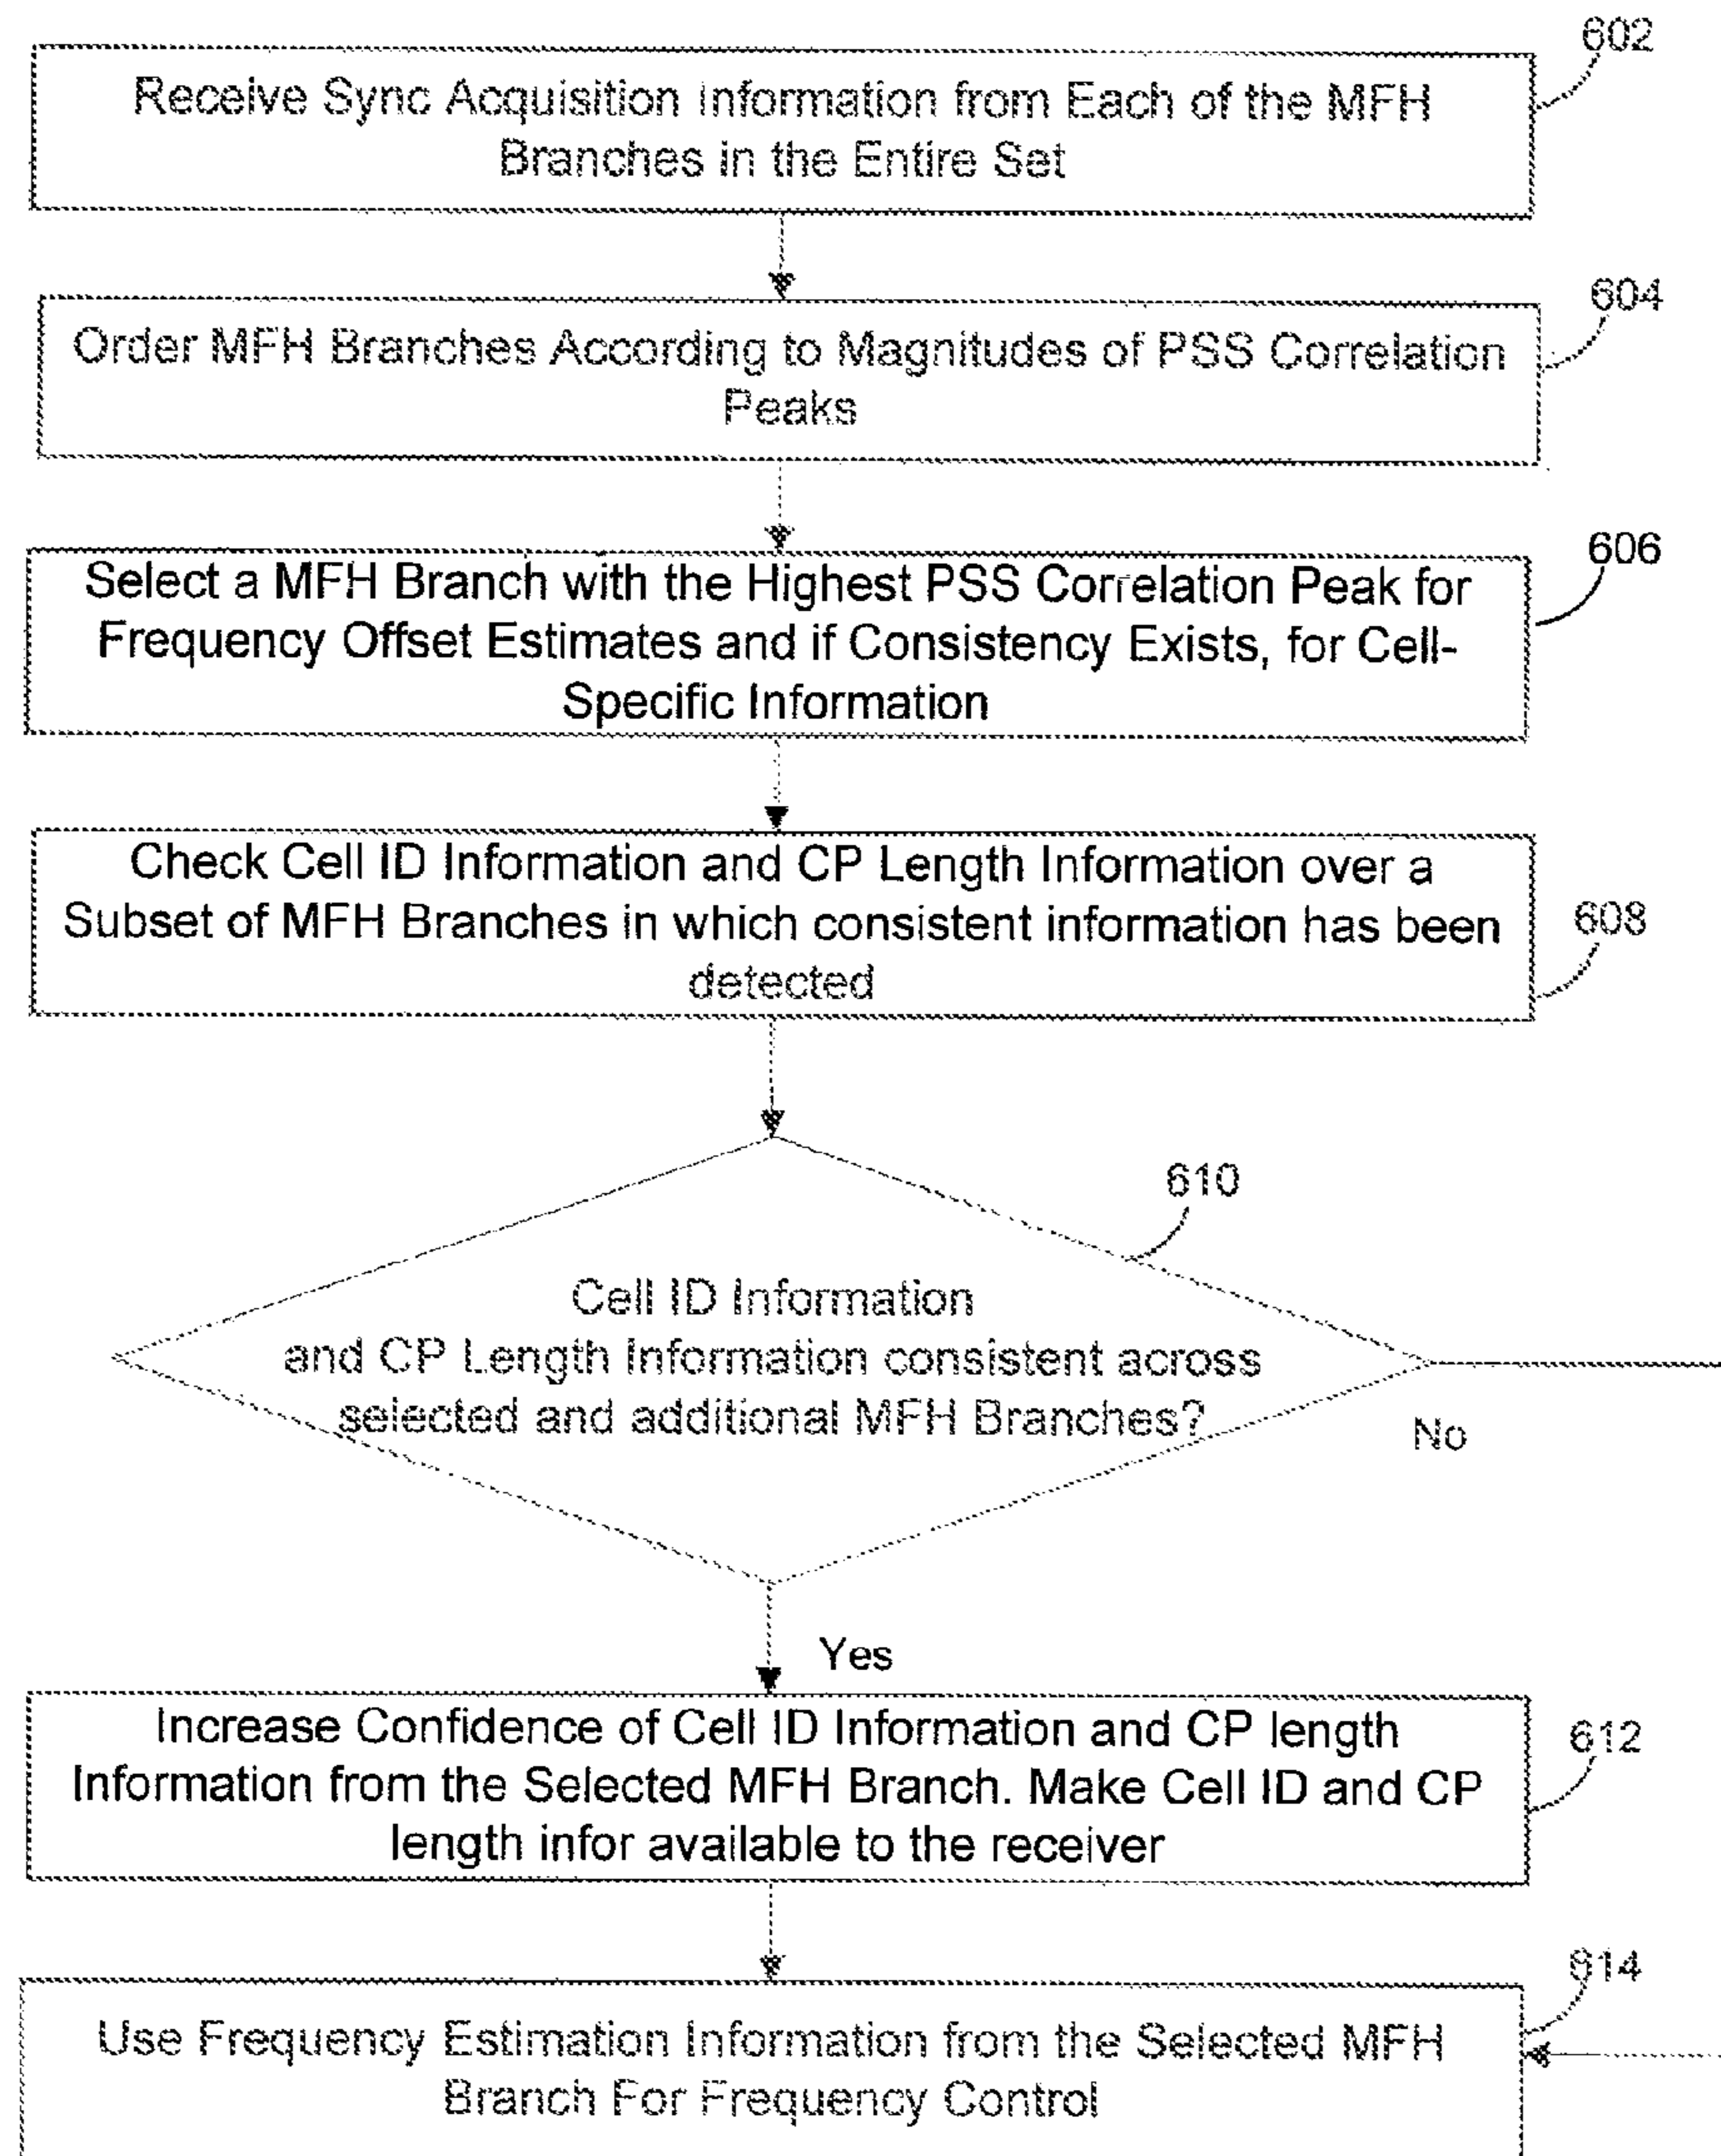 602
Receive Sync Acquisition Information from Each of the MFH
Branches in the Entire Set
604
Order MFH Branches According to Magnitudes of PSS Correlation
Peaks
606
Select a MFH Branch with the Highest PSS Correlation Peak for
Frequency Offset Estimates and if Consistency Exists, for Cell-
Specific Information
608
Check Cell ID Information and CP Length Information over a
Subset of MFH Branches in which consistent information has been
detected
610
Cell ID Information
and CP Length Information consistent across
selected and additional MFH Branches?
No
Yes
612
Increase Confidence of Cell ID Information and CP length
Information from the Selected MFH Branch. Make Cell ID and CP
length infor available to the receiver
614
Use Frequency Estimation Information from the Selected MFH
Branch For Frequency Control